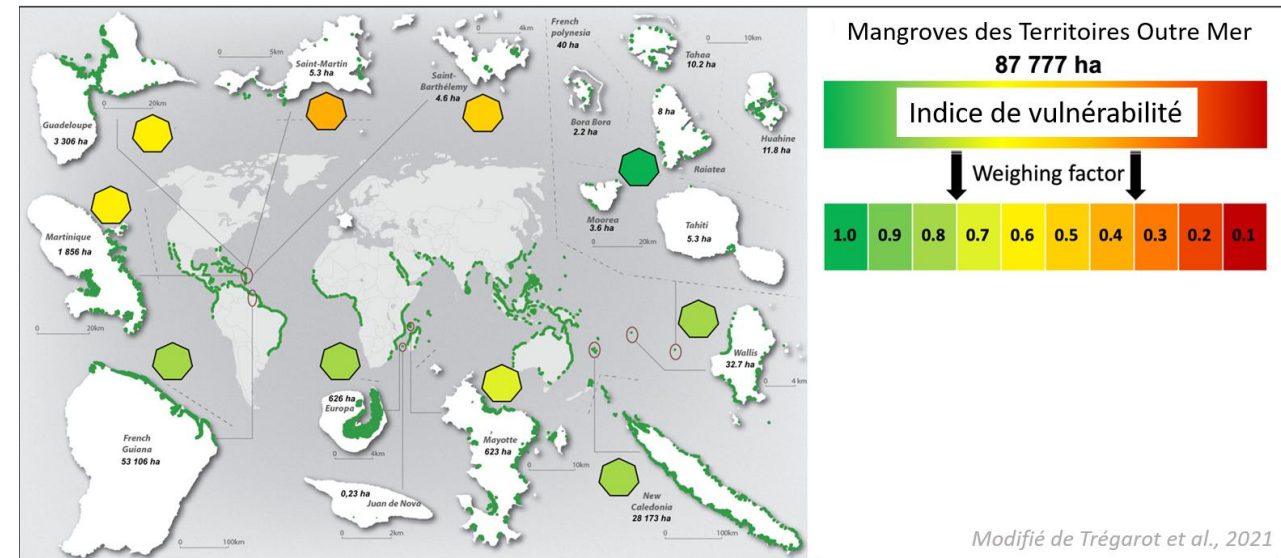 French
polynesia
40 ha
0 4km
0 5km
Saint-Martin
5.3 ha
Saint-
Barthélemy
4.6 ha
Tahaa
10.2 ha
0 10km
Guadeloupe
3 306 ha
0 20km
Bora Bora
2.2 ha
8 ha
Raiatea
Huahine
11.8 ha
Moorea
3.6 ha
0 20km
Tahiti
5.3 ha
Martinique
1 856 ha
0 20km
Wallis
32.7 ha
0 4 km
French
Guiana
53 106 ha
0 100km
626 ha
Europa
0 4km
0,23 ha
Juan de Nova
0 2km
Mayotte
623 ha
0 10km
New
Caledonia
28 173 ha
0 100km
Mangroves des Territoires Outre Mer
87 777 ha
Indice de vulnérabilité
Weighing factor
1.0 0.9 0.8 0.7 0.6 0.5 0.4 0.3 0.2 0.1
Modifié de Trégarot et al., 2021